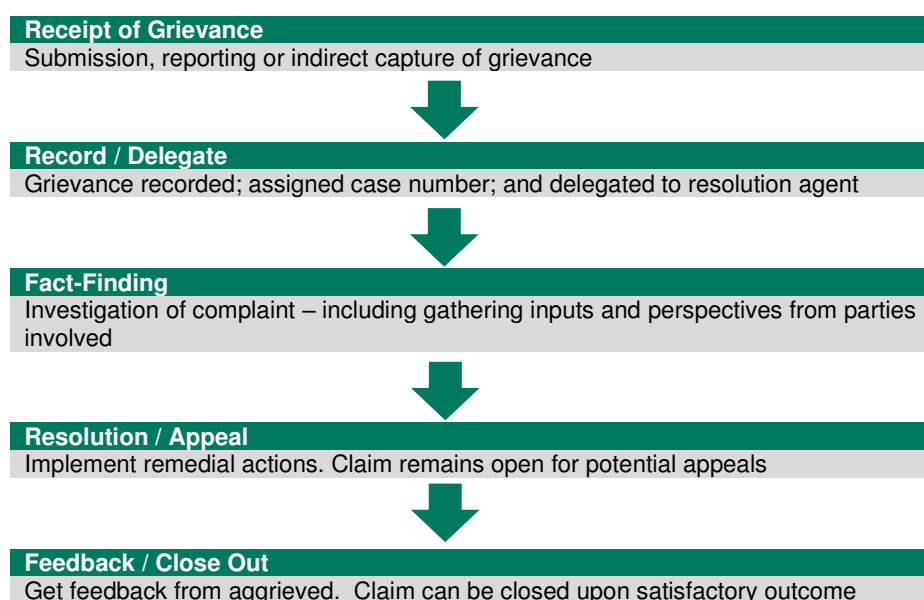 Receipt of Grievance
Submission, reporting or indirect capture of grievance
Record / Delegate
Grievance recorded; assigned case number; and delegated to resolution agent
Fact-Finding
Investigation of complaint – including gathering inputs and perspectives from parties
involved
Resolution / Appeal
Implement remedial actions. Claim remains open for potential appeals
Feedback / Close Out
Get feedback from aggrieved.  Claim can be closed upon satisfactory outcome